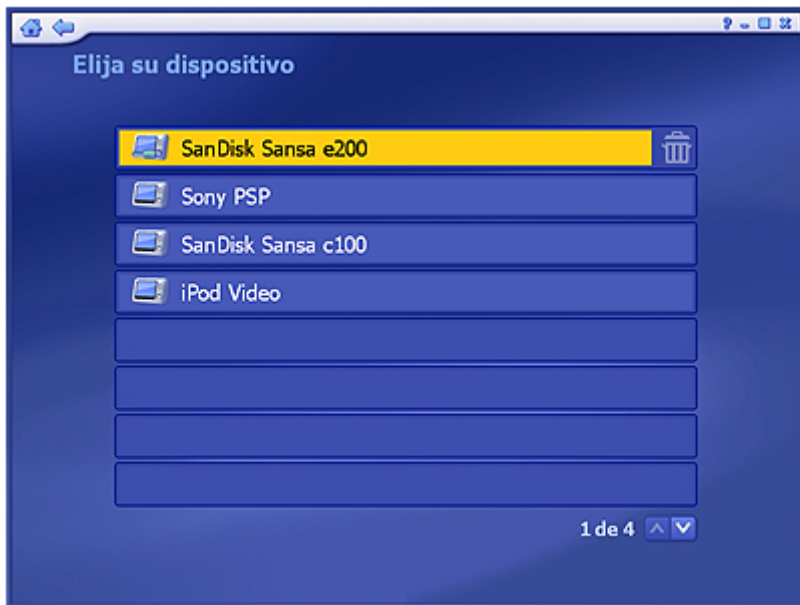 ?
Elija su dispositivo
SanDisk Sansa e200
Sony PSP
SanDisk Sansa c100
iPod Video
1 de 4